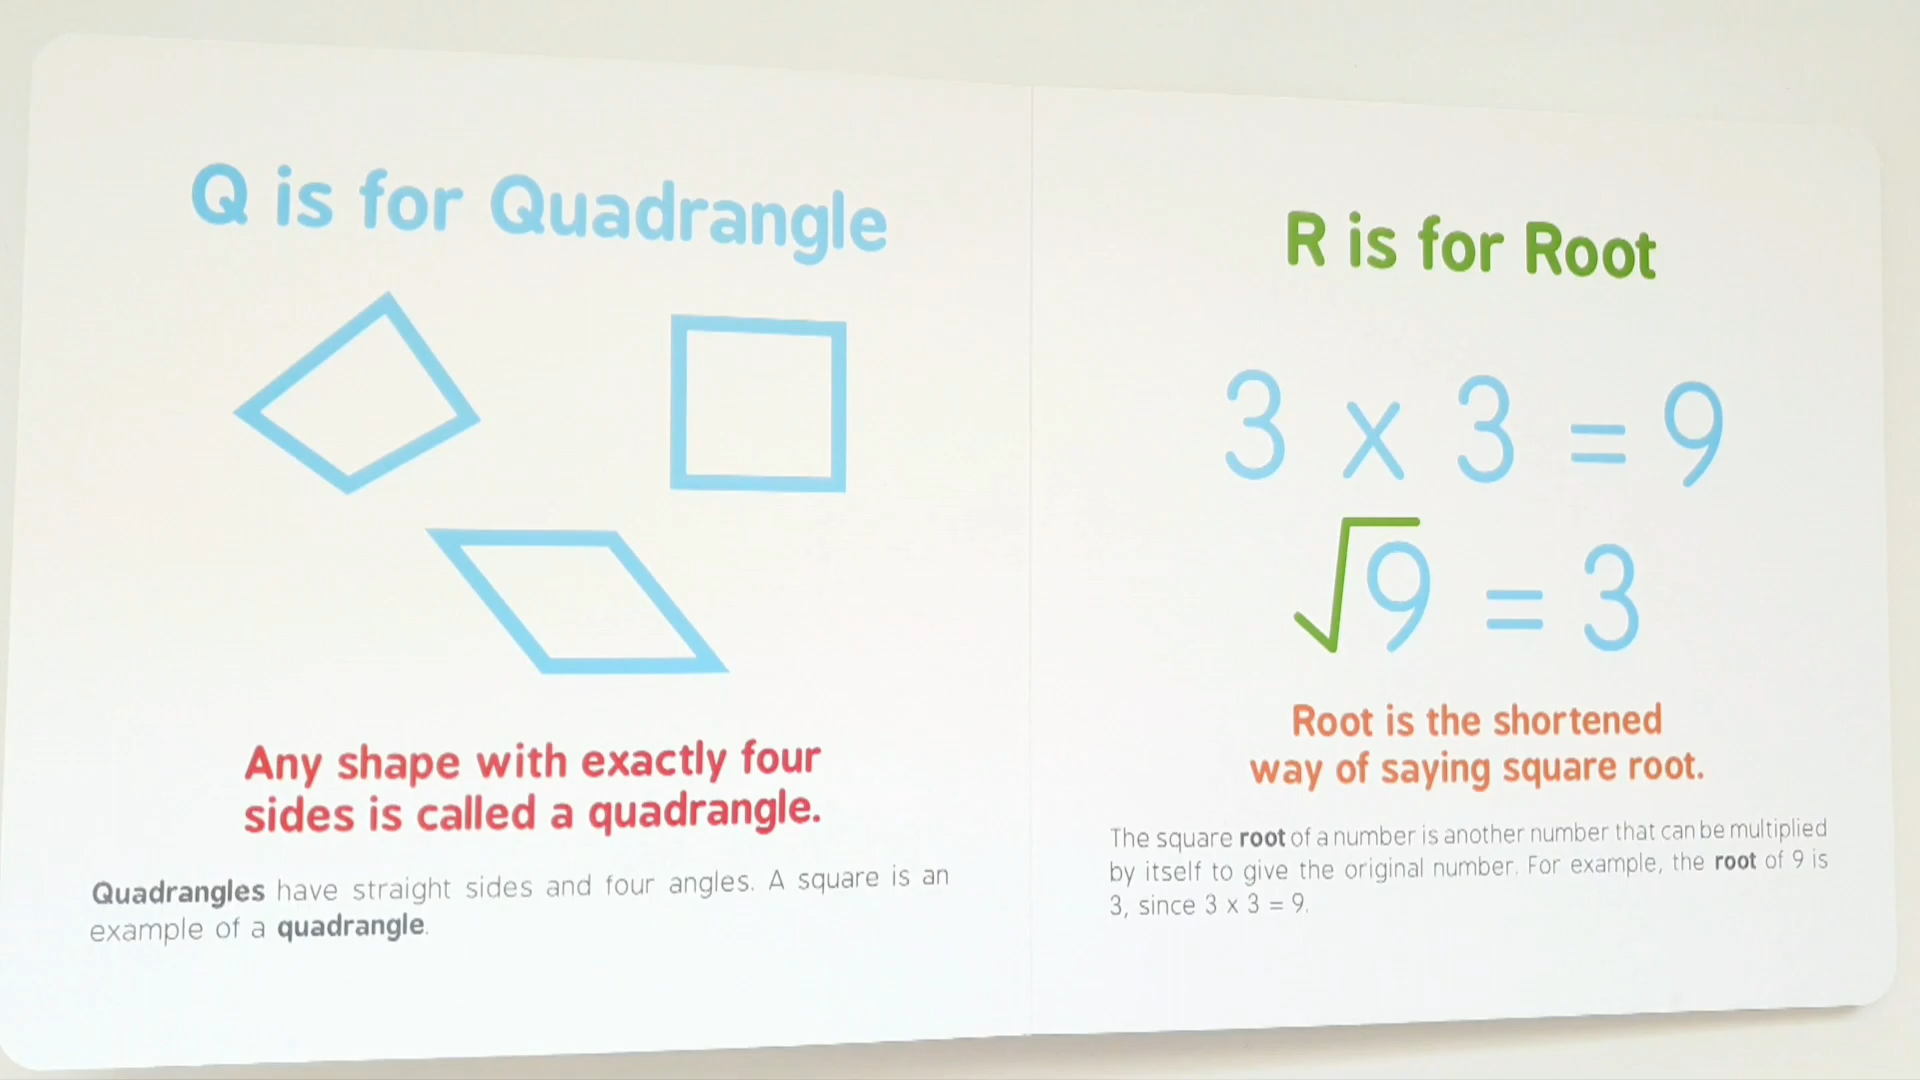 Q is for Quadrangle
Any shape with exactly four
sides is called a quadrangle.
Quadrangles have straight sides and four angles. A square is an
example of a quadrangle.
R is for Root
3 x 3 = 9
√9 = 3
Root is the shortened
way of saying square root.
The square root of a number is another number that can be multiplied
by itself to give the original number. For example, the root of 9 is
3, since 3 x 3 = 9.